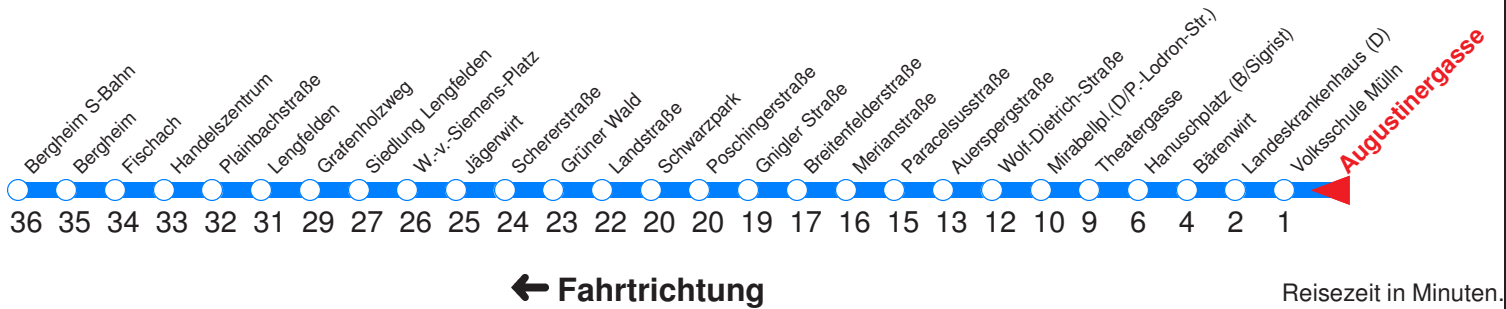 Bergheim S-Bahn
Bergheim
Fischach
Handelszentrum
Plainbachstraße
Lengfelden
Grafenholzweg
Siedlung Lengfelden
W.-v.-Siemens-Platz
Jägerwirt
Schererstraße
Grüner Wald
Landstraße
Schwarzpark
Poschingerstraße
Gnigler Straße
Breitenfelderstraße
Merianstraße
Paracelsusstraße
Auerspergstraße
Wolf-Dietrich-Straße
Mirabellpl.(D/P.-Lodron-Str.)
Theatergasse
Hanuschplatz (B/Sigrist)
Bärenwirt
Landeskrankenhaus (D)
Volksschule Mülln
Augustinergasse
36 35 34 33 32 31 29 27 26 25 24 23 22 20 20 19 17 16 15 13 12 10 9 6 4 2 1
← Fahrtrichtung
Reisezeit in Minuten.